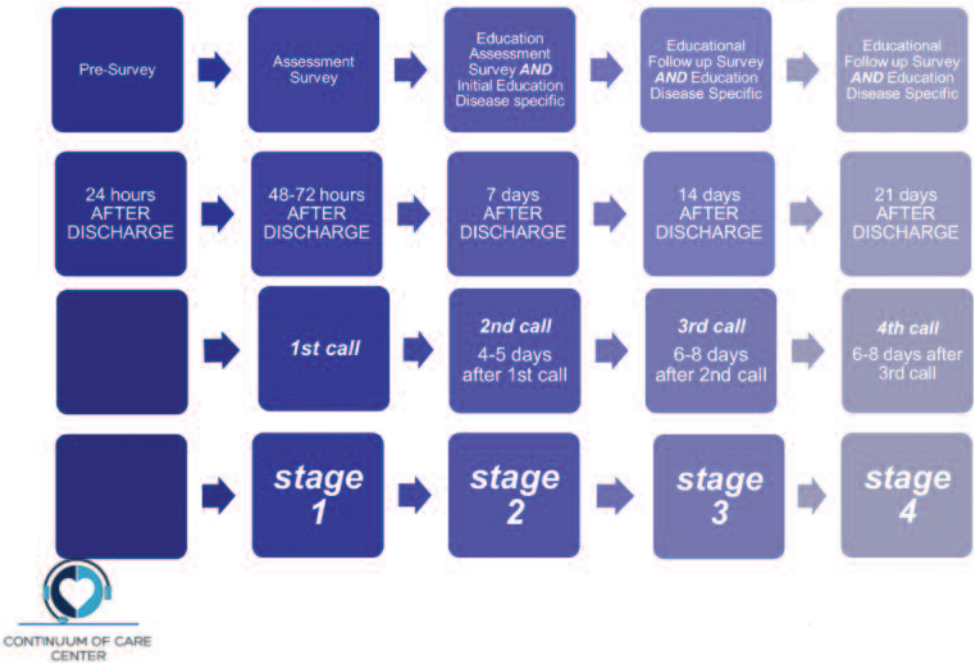 Pre-Survey
Assessment
Survey
Education
Assessment
Survey AND
Initial Education
Disease specific
Educational
Follow up Survey
AND Education
Disease Specific
Educational
Follow up Survey
AND Education
Disease Specific
24 hours
AFTER
DISCHARGE
48-72 hours
AFTER
DISCHARGE
7 days
AFTER
DISCHARGE
14 days
AFTER
DISCHARGE
21 days
AFTER
DISCHARGE
1st call
2nd call
4-5 days
after 1st call
3rd call
6-8 days
after 2nd call
4th call
6-8 days after
3rd call
stage
1
stage
2
stage
3
stage
4
CONTINUUM OF CARE
CENTER